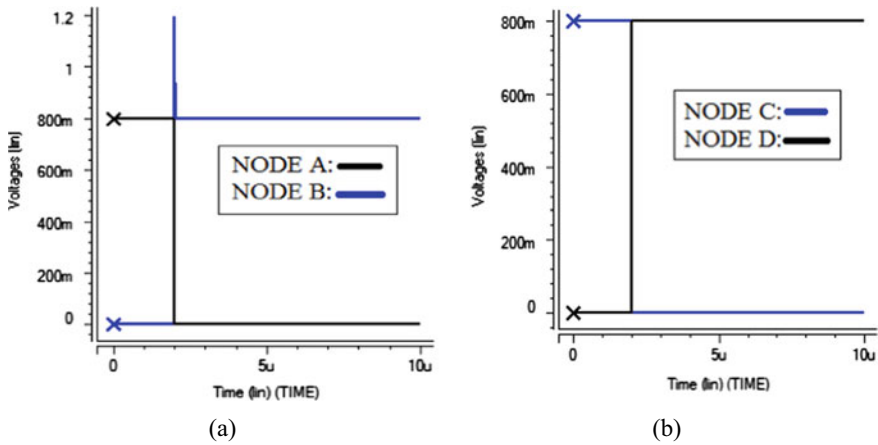 1.2
1
800m
600m
400m
200m
0
Voltages (lin)
NODE A:
NODE B:
0
5u
10u
Time (lin) (TIME)
(a)
800m
600m
400m
200m
0
Voltages (lin)
NODE C:
NODE D:
0
5u
10u
Time (lin) (TIME)
(b)